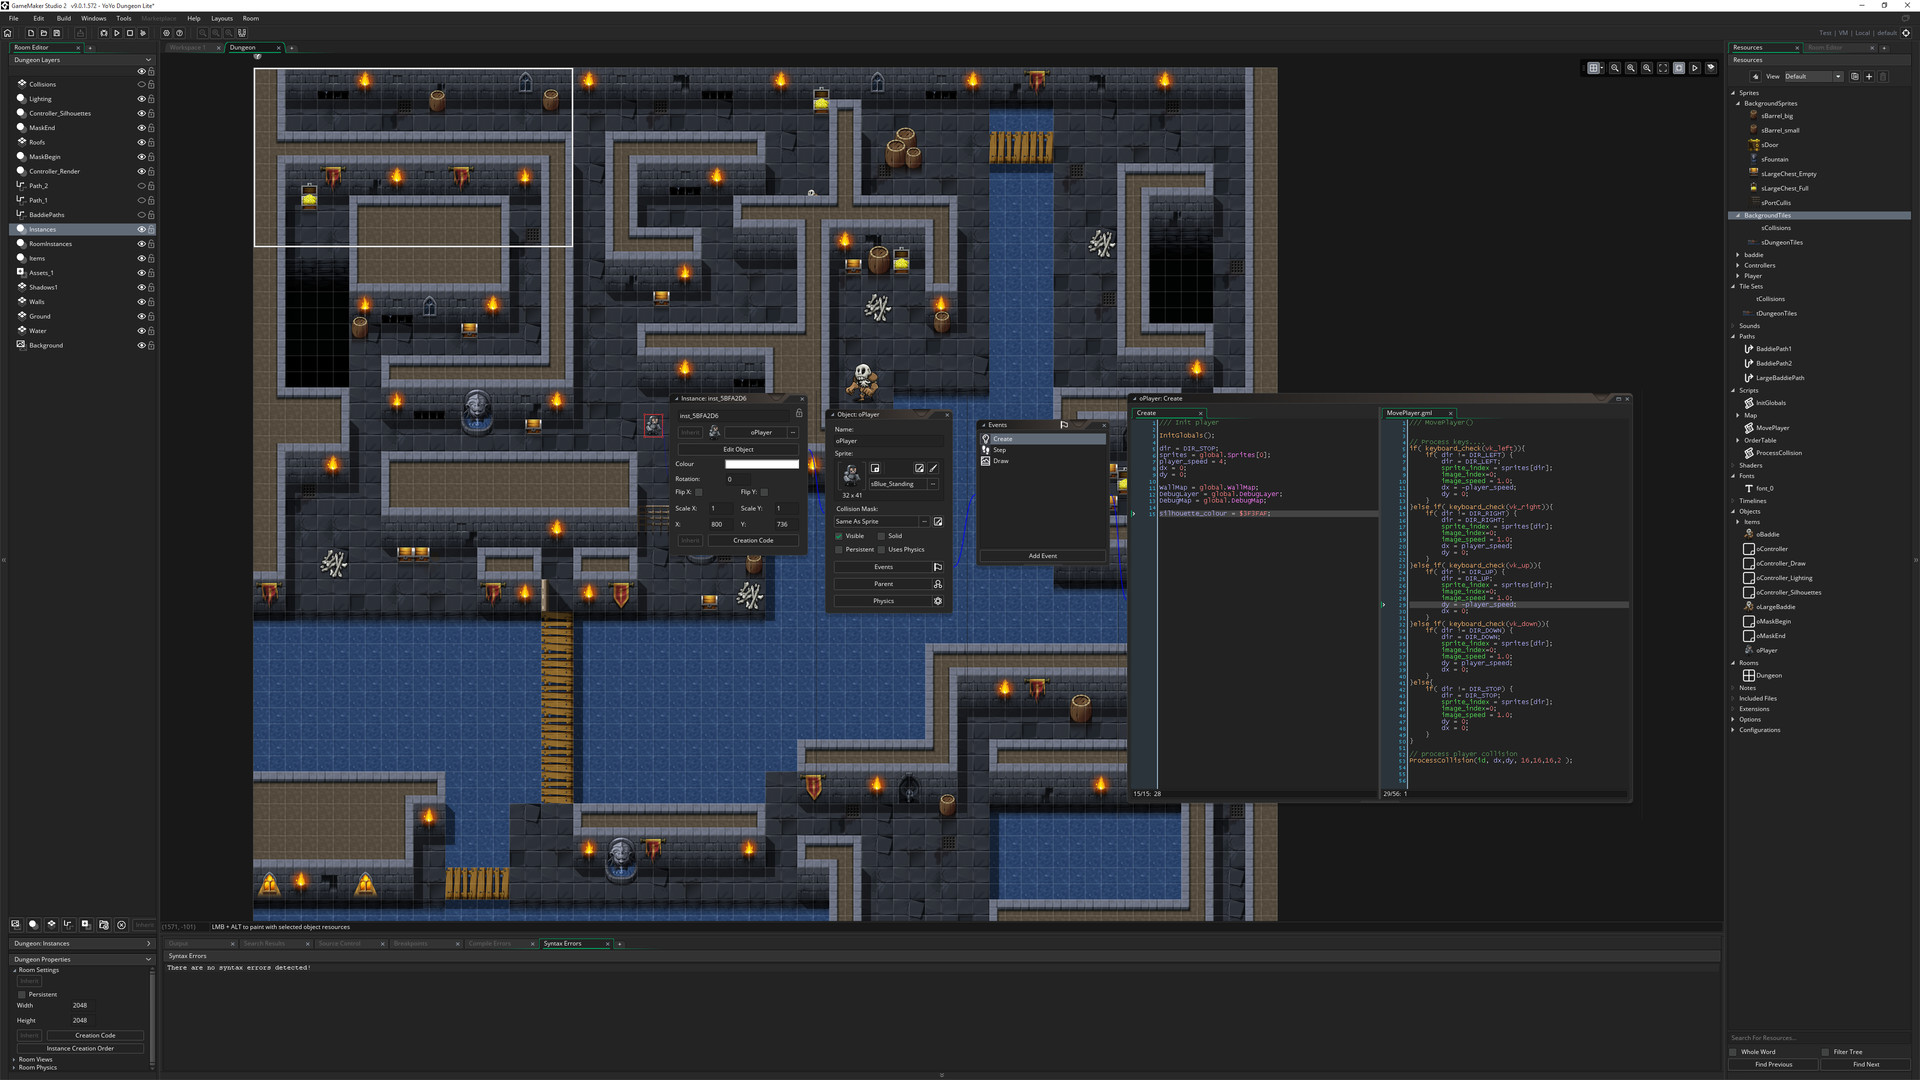 GameMaker Studio 2 v9.0.1.572 - YoYo Dungeon Lite*
File Edit Build Windows Tools Marketplace Help Layouts Room
Test | VM | Local | default
Room Editor
Dungeon Layers
Collisions
Lighting
Controller_Silhouettes
MaskEnd
Roofs
MaskBegin
Controller_Render
Path_2
Path_1
BaddiePaths
Instances
RoomInstances
Items
Assets_1
Shadows1
Walls
Ground
Water
Background
Inherit
Dungeon: Instances
Dungeon Properties
Room Settings
Inherit
Persistent
Width 2048
Height 2048
Inherit Creation Code
Instance Creation Order
Room Views
Room Physics
Workspace 1 Dungeon
Instance: inst_5BFA2D6
inst_5BFA2D6
Inherit oPlayer
Edit Object
Colour
Rotation: 0
Flip X: Flip Y:
Scale X: 1 Scale Y: 1
X: 800 Y: 736
Inherit Creation Code
Object: oPlayer
Name:
oPlayer
Sprite:
sBlue_Standing
32 x 41
Collision Mask:
Same As Sprite
Visible Solid
Persistent Uses Physics
Events
Parent
Physics
Events
Create
Step
Draw
Add Event
oPlayer: Create
Create
/// Init player
InitGlobals();
dir = DIR_STOP;
sprites = global.Sprites[0];
player_speed = 4;
dx = 0;
dy = 0;
WallMap = global.WallMap;
DebugLayer = global.DebugLayer;
DebugMap = global.DebugMap;
silhouette_colour = $3F3FAF;
15/15: 28
MovePlayer.gml
/// MovePlayer()
// Process keys....
if( keyboard_check(vk_left)){
if( dir != DIR_LEFT) {
dir = DIR_LEFT;
sprite_index = sprites[dir];
image_index=0;
image_speed = 1.0;
dx = -player_speed;
dy = 0;
}
}else if( keyboard_check(vk_right)){
if( dir != DIR_RIGHT) {
dir = DIR_RIGHT;
sprite_index = sprites[dir];
image_index=0;
image_speed = 1.0;
dx = player_speed;
dy = 0;
}
}else if( keyboard_check(vk_up)){
if( dir != DIR_UP) {
dir = DIR_UP;
sprite_index = sprites[dir];
image_index=0;
image_speed = 1.0;
dy = -player_speed;
dx = 0;
}
}else if( keyboard_check(vk_down)){
if( dir != DIR_DOWN) {
dir = DIR_DOWN;
sprite_index = sprites[dir];
image_index=0;
image_speed = 1.0;
dy = player_speed;
dx = 0;
}
}else{
if( dir != DIR_STOP) {
dir = DIR_STOP;
sprite_index = sprites[dir];
image_index=0;
image_speed = 1.0;
dy = 0;
dx = 0;
}
}
// process player collision
ProcessCollision(id, dx,dy, 16,16,16,2 );
29/56: 1
(1571, -101) LMB + ALT to paint with selected object resources
Output Search Results Source Control Breakpoints Compile Errors Syntax Errors
Syntax Errors
There are no syntax errors detected!
Resources Room Editor
Resources
View Default
Sprites
BackgroundSprites
sBarrel_big
sBarrel_small
sDoor
sFountain
sLargeChest_Empty
sLargeChest_Full
sPortCullis
BackgroundTiles
sCollisions
sDungeonTiles
baddie
Controllers
Player
Tile Sets
tCollisions
tDungeonTiles
Sounds
Paths
BaddiePath1
BaddiePath2
LargeBaddiePath
Scripts
InitGlobals
Map
MovePlayer
OrderTable
ProcessCollision
Shaders
Fonts
font_0
Timelines
Objects
Items
oBaddie
oController
oController_Draw
oController_Lighting
oController_Silhouettes
oLargeBaddie
oMaskBegin
oMaskEnd
oPlayer
Rooms
Dungeon
Notes
Included Files
Extensions
Options
Configurations
Search For Resources...
Whole Word Filter Tree
Find Previous Find Next